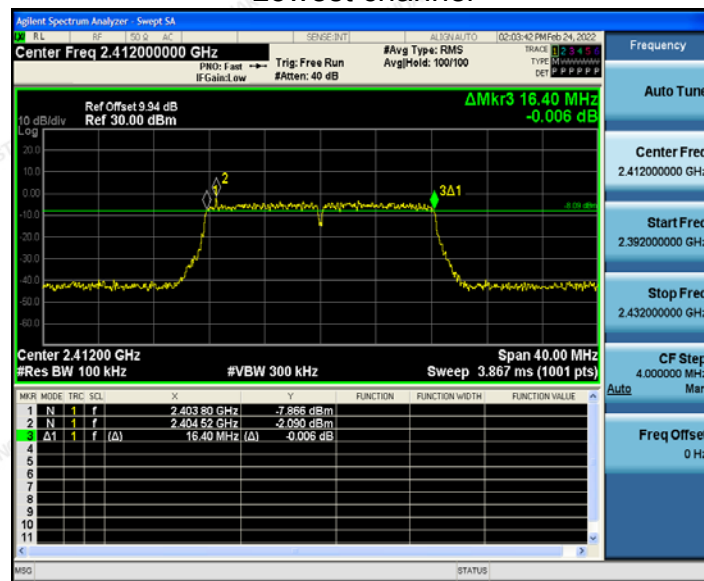 Lowest channel
Agilent Spectrum Analyzer - Swept SA
RL RF 50 Ω AC SENSE:INT ALIGNAUTO 02:03:42 PM Feb 24, 2022
Center Freq 2.412000000 GHz
PNO: Fast
IFGain:Low
Trig: Free Run
#Atten: 40 dB
#Avg Type: RMS
Avg|Hold: 100/100
TRACE 1 2 3 4 5 6
TYPE M
DET P P P P P P
Frequency
Auto Tune
Center Freq
2.412000000 GHz
Start Freq
2.392000000 GHz
Stop Freq
2.432000000 GHz
CF Step
4.000000 MHz
Auto Man
Freq Offset
0 Hz
Ref Offset 9.94 dB
10 dB/div Ref 30.00 dBm
Log
ΔMkr3 16.40 MHz
-0.006 dB
20.0
10.0
0.00
-10.0
-20.0
-30.0
-40.0
-50.0
-60.0
1
2
3Δ1
-8.09 dBm
Center 2.41200 GHz Span 40.00 MHz
#Res BW 100 kHz #VBW 300 kHz Sweep 3.867 ms (1001 pts)
MKR MODE TRC SCL X Y FUNCTION FUNCTION WIDTH FUNCTION VALUE
1 N 1 f 2.403 80 GHz -7.866 dBm
2 N 1 f 2.404 52 GHz -2.090 dBm
3 Δ1 1 f (Δ) 16.40 MHz (Δ) -0.006 dB
4
5
6
7
8
9
10
11
MSG STATUS